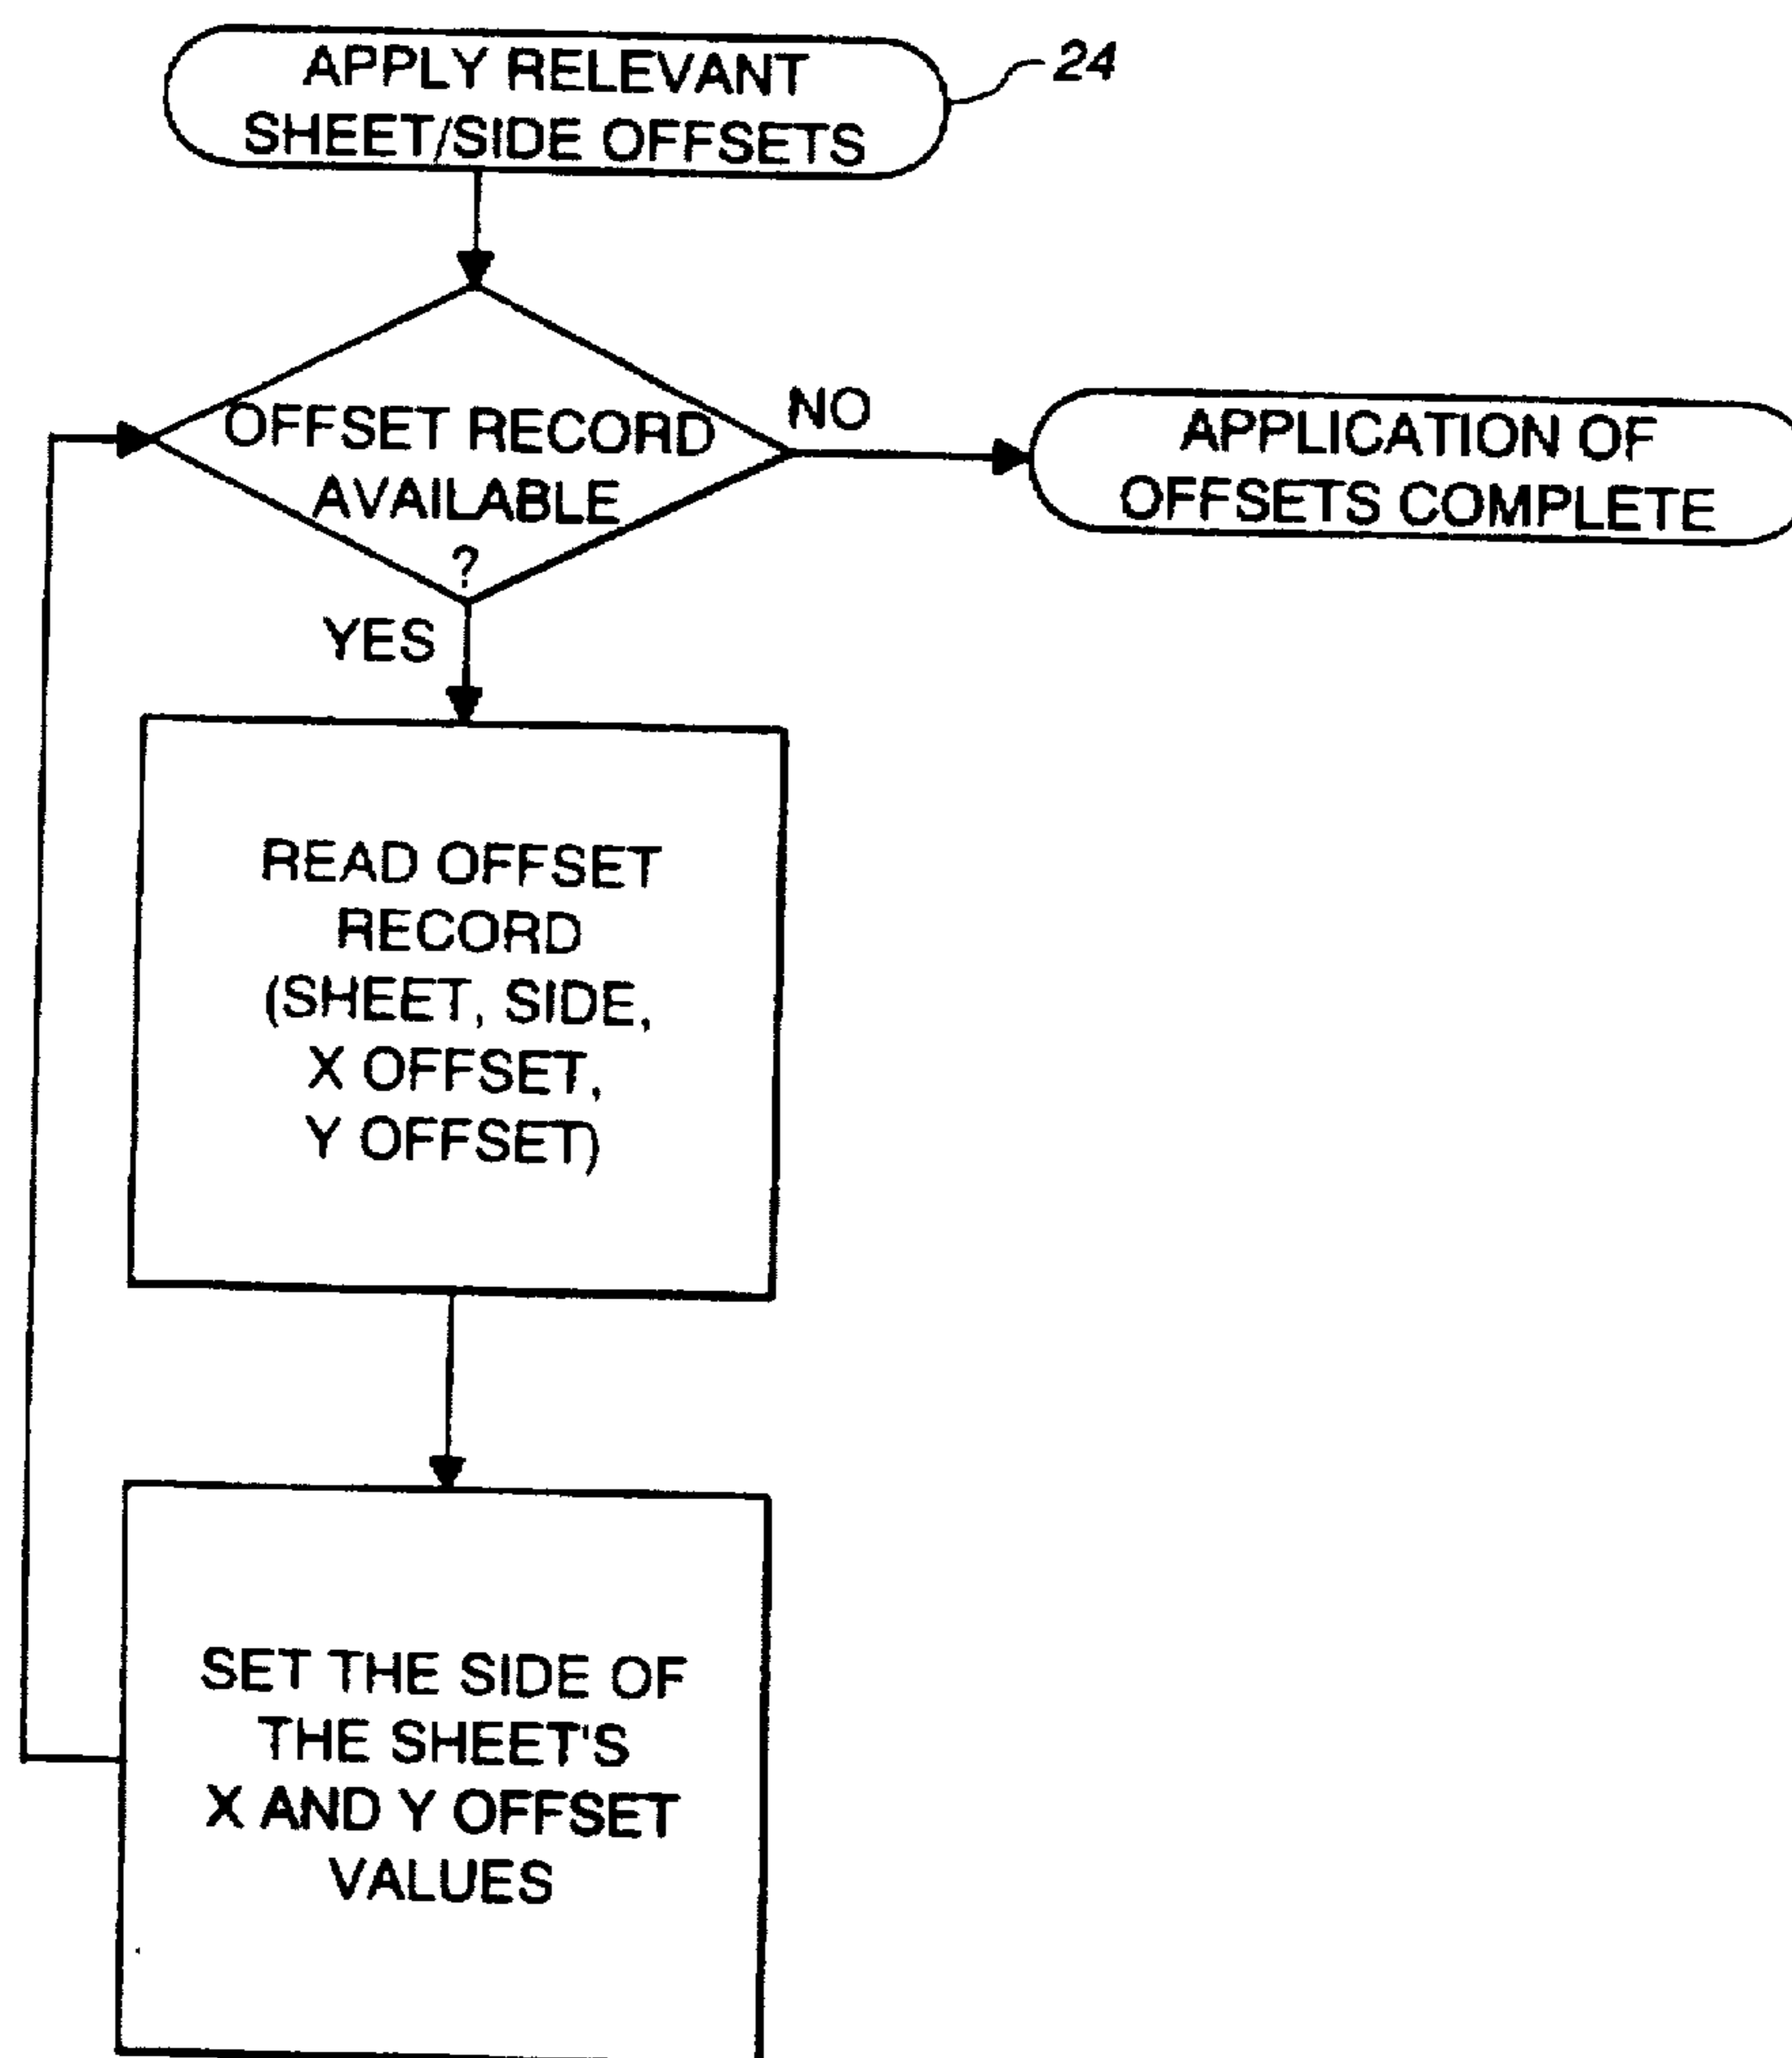 APPLY RELEVANT
SHEET/SIDE OFFSETS
24
OFFSET RECORD
AVAILABLE
?
NO
APPLICATION OF
OFFSETS COMPLETE
YES
READ OFFSET
RECORD
(SHEET, SIDE,
X OFFSET,
Y OFFSET)
SET THE SIDE OF
THE SHEET'S
X AND Y OFFSET
VALUES